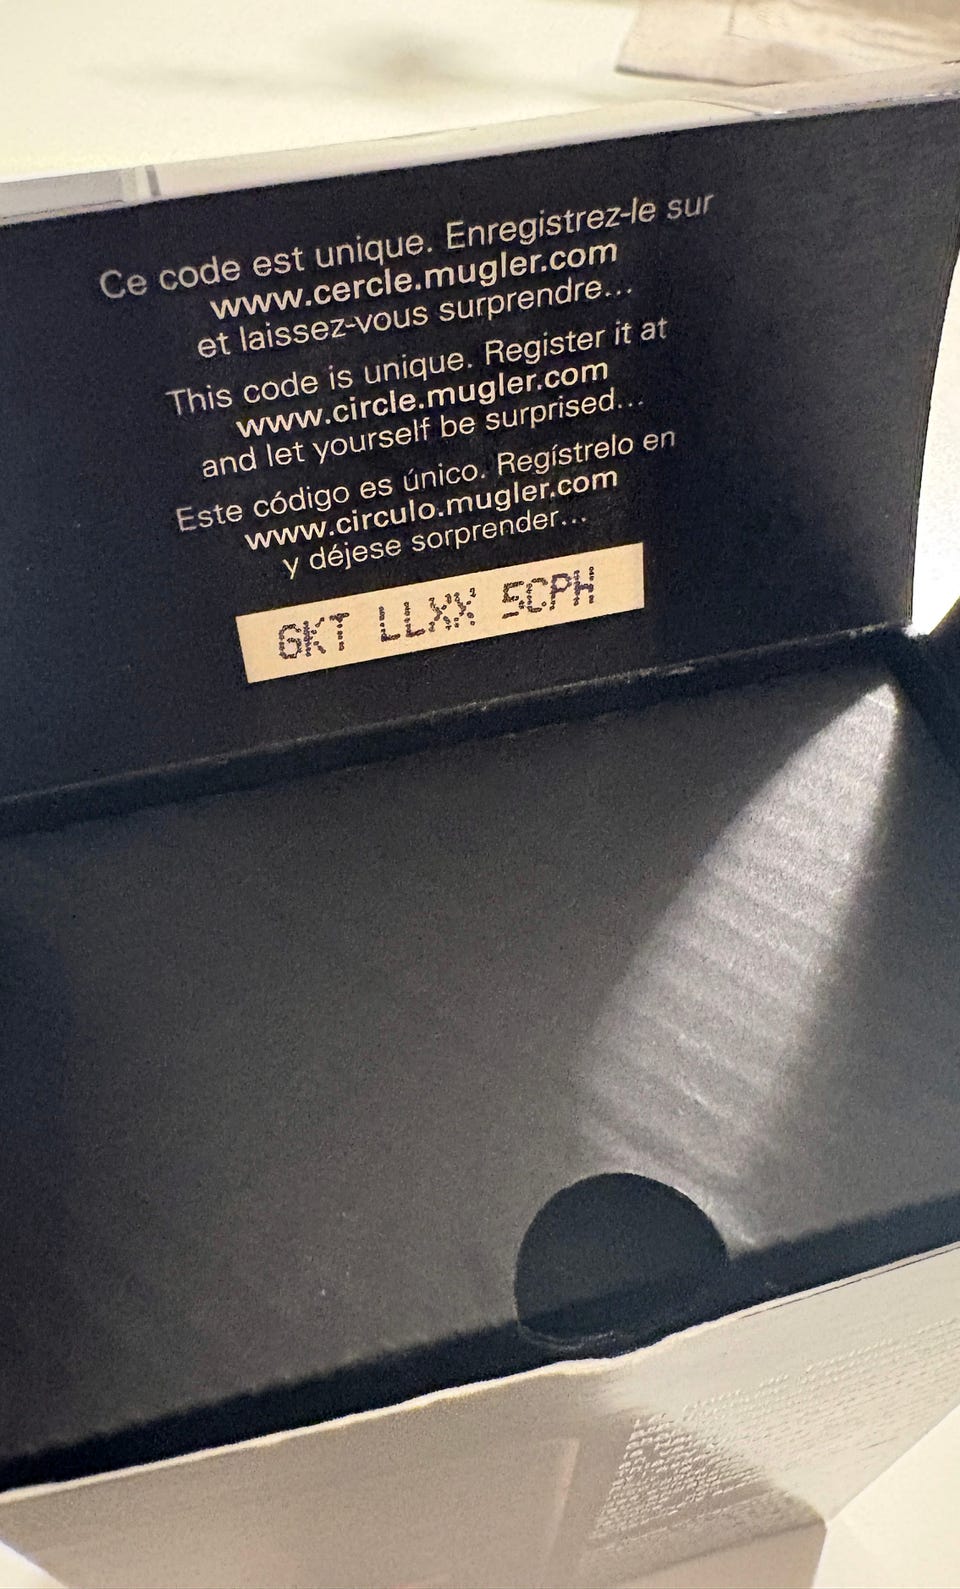 Ce code est unique. Enregistrez-le sur
www.cercle.mugler.com
et laissez-vous surprendre...
This code is unique. Register it at
www.circle.mugler.com
and let yourself be surprised...
Este código es único. Regístrelo en
www.circulo.mugler.com
y déjese sorprender...
GKT LLXX 5CPH